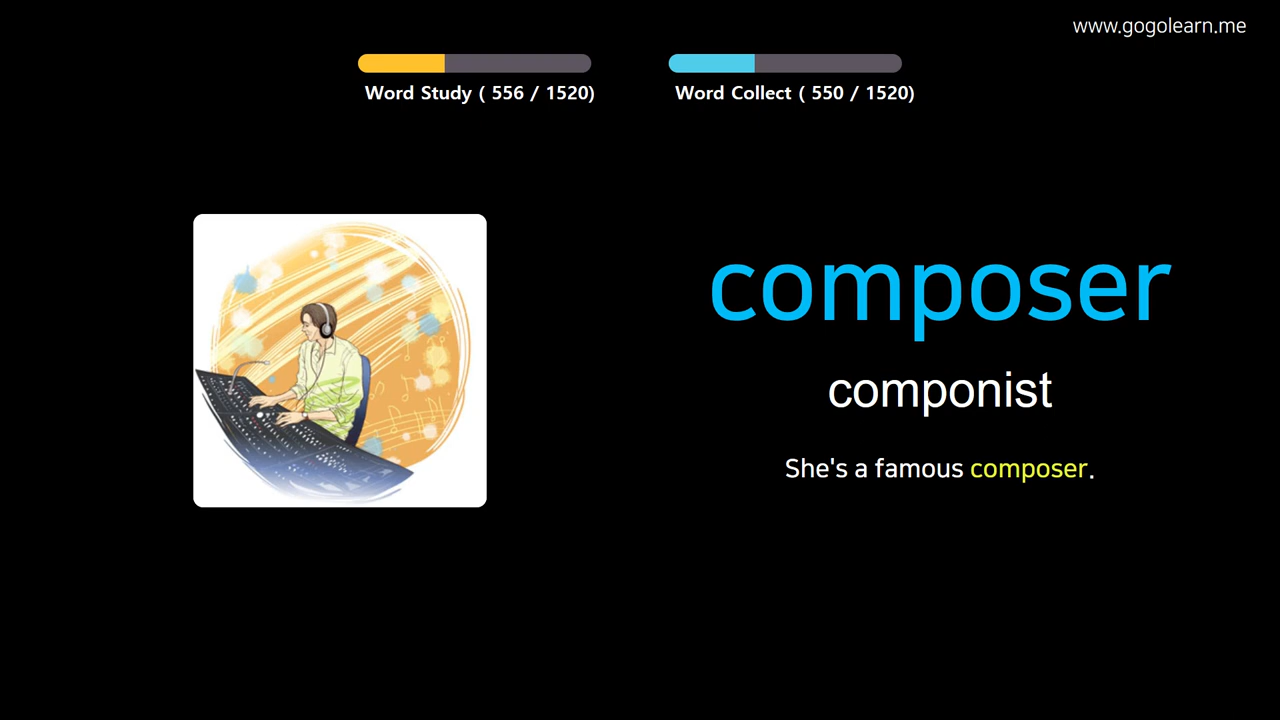 www.gogolearn.me
Word Study ( 556 / 1520)
Word Collect ( 550 / 1520)
composer
componist
She's a famous composer.